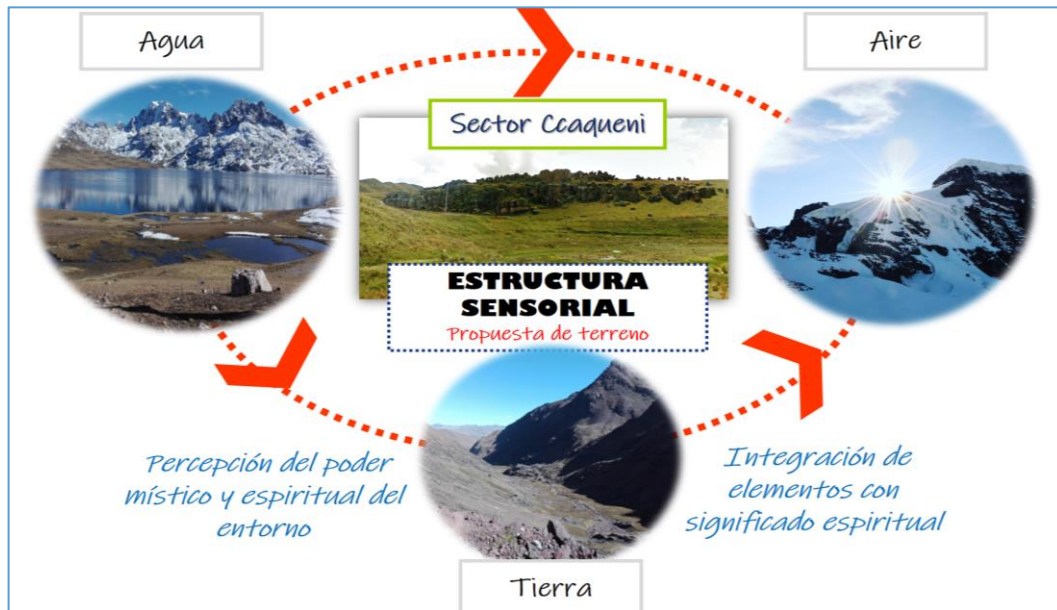 Agua
Aire
Sector Ccaqueni
ESTRUCTURA
SENSORIAL
Propuesta de terreno
Percepción del poder
místico y espiritual del
entorno
Integración de
elementos con
significado espiritual
Tierra